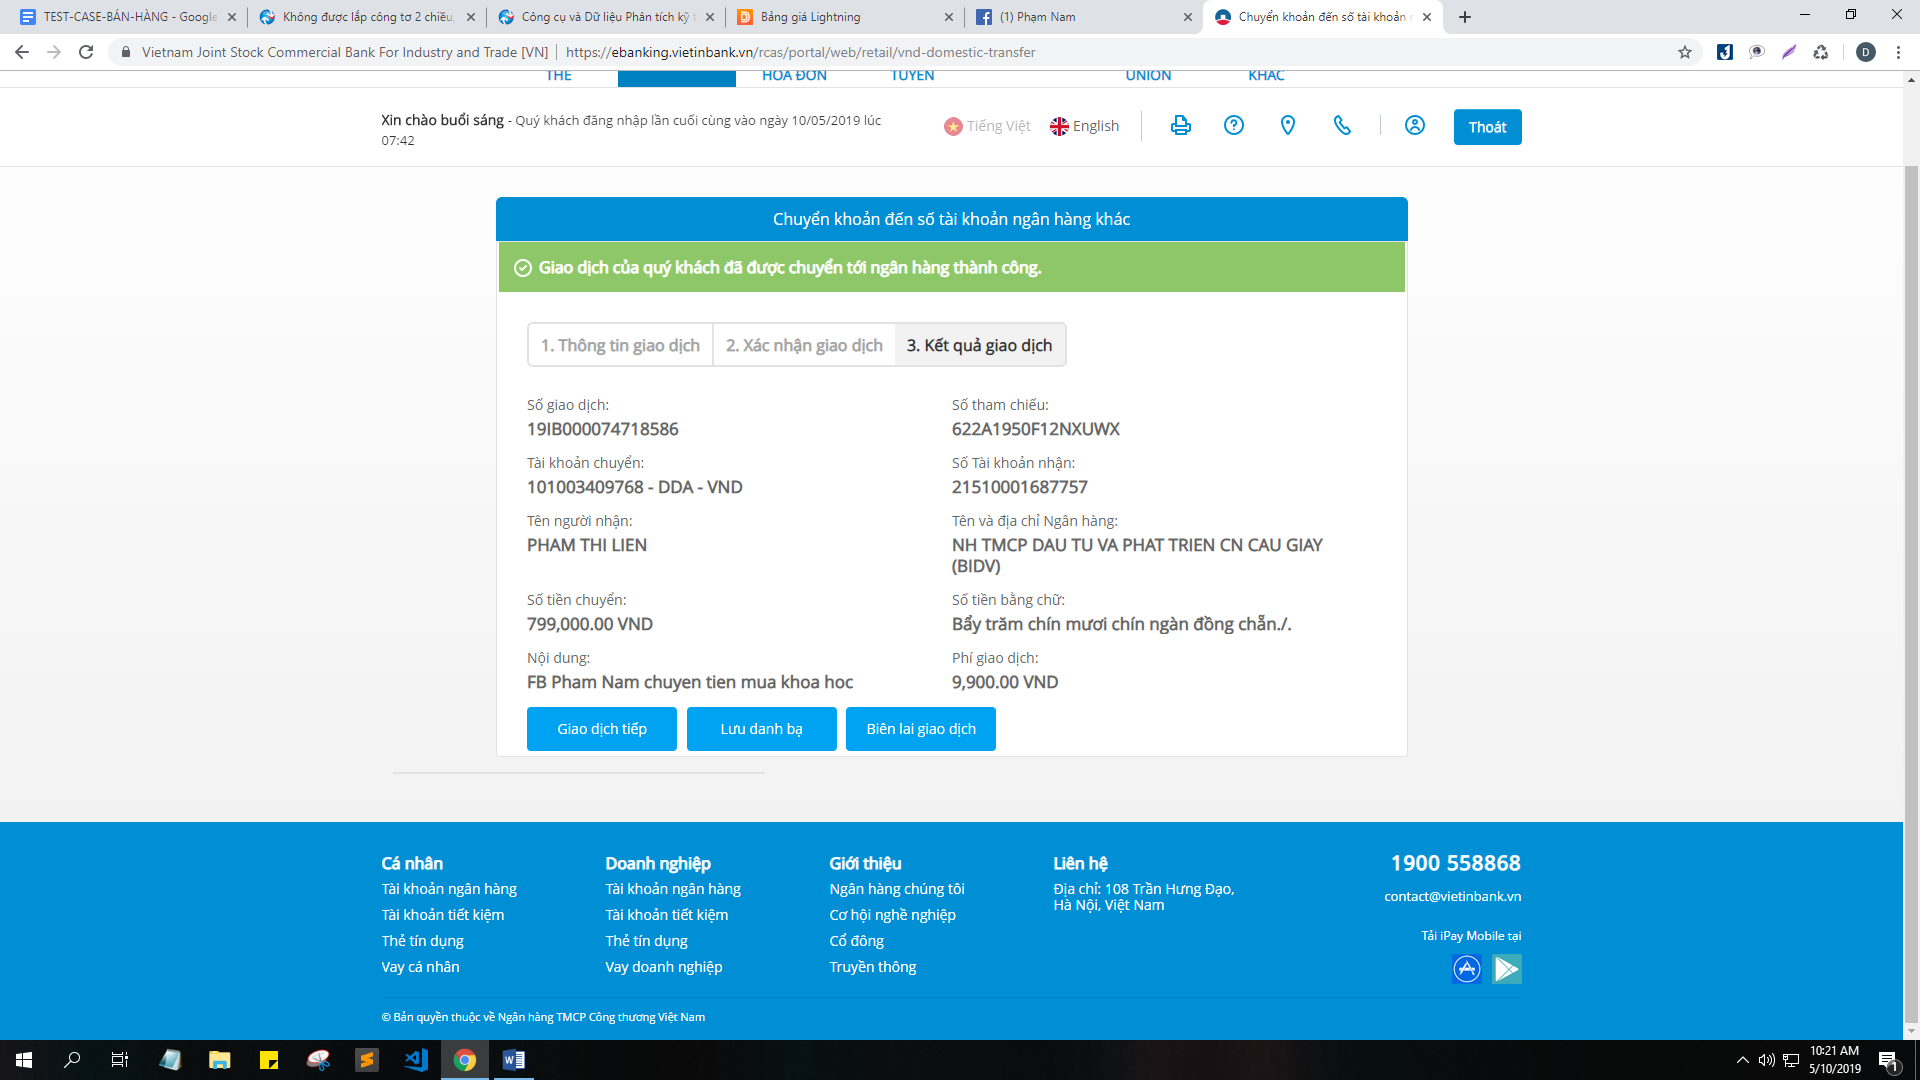 TEST-CASE-BÁN-HÀNG - Google
Không được lắp công tơ 2 chiều,
Công cụ và Dữ liệu Phân tích kỹ t
Bảng giá Lightning
(1) Phạm Nam
Chuyển khoản đến số tài khoản n
Vietnam Joint Stock Commercial Bank For Industry and Trade [VN]
https://ebanking.vietinbank.vn/rcas/portal/web/retail/vnd-domestic-transfer
D
THẺ
HÓA ĐƠN
TUYẾN
UNION
KHÁC
Xin chào buổi sáng - Quý khách đăng nhập lần cuối cùng vào ngày 10/05/2019 lúc
07:42
Tiếng Việt
English
Thoát
Chuyển khoản đến số tài khoản ngân hàng khác
Giao dịch của quý khách đã được chuyển tới ngân hàng thành công.
1. Thông tin giao dịch
2. Xác nhận giao dịch
3. Kết quả giao dịch
Số giao dịch:
19IB000074718586
Số tham chiếu:
622A1950F12NXUWX
Tài khoản chuyển:
101003409768 - DDA - VND
Số Tài khoản nhận:
21510001687757
Tên người nhận:
PHAM THI LIEN
Tên và địa chỉ Ngân hàng:
NH TMCP DAU TU VA PHAT TRIEN CN CAU GIAY
(BIDV)
Số tiền chuyển:
799,000.00 VND
Số tiền bằng chữ:
Bẩy trăm chín mươi chín ngàn đồng chẵn./.
Nội dung:
FB Pham Nam chuyen tien mua khoa hoc
Phí giao dịch:
9,900.00 VND
Giao dịch tiếp
Lưu danh bạ
Biên lai giao dịch
Cá nhân
Tài khoản ngân hàng
Tài khoản tiết kiệm
Thẻ tín dụng
Vay cá nhân
Doanh nghiệp
Tài khoản ngân hàng
Tài khoản tiết kiệm
Thẻ tín dụng
Vay doanh nghiệp
Giới thiệu
Ngân hàng chúng tôi
Cơ hội nghề nghiệp
Cổ đông
Truyền thông
Liên hệ
Địa chỉ: 108 Trần Hưng Đạo,
Hà Nội, Việt Nam
1900 558868
contact@vietinbank.vn
Tải iPay Mobile tại
© Bản quyền thuộc về Ngân hàng TMCP Công thương Việt Nam
10:21 AM
5/10/2019
1